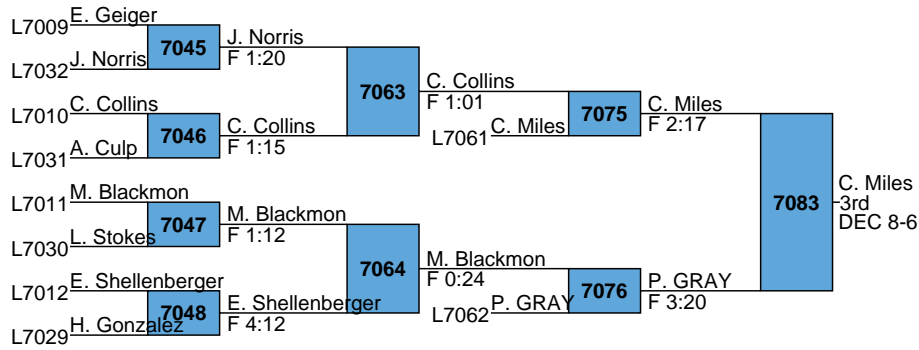 L7009 E. Geiger
7045
L7032 J. Norris
J. Norris
F 1:20
L7010 C. Collins
7046
L7031 A. Culp
C. Collins
F 1:15
7063
C. Collins
F 1:01
L7061 C. Miles
7075
C. Miles
F 2:17
L7011 M. Blackmon
7047
L7030 L. Stokes
M. Blackmon
F 1:12
L7012 E. Shellenberger
7048
L7029 H. Gonzalez
E. Shellenberger
F 4:12
7064
M. Blackmon
F 0:24
L7062 P. GRAY
7076
P. GRAY
F 3:20
7083
C. Miles
3rd
DEC 8-6